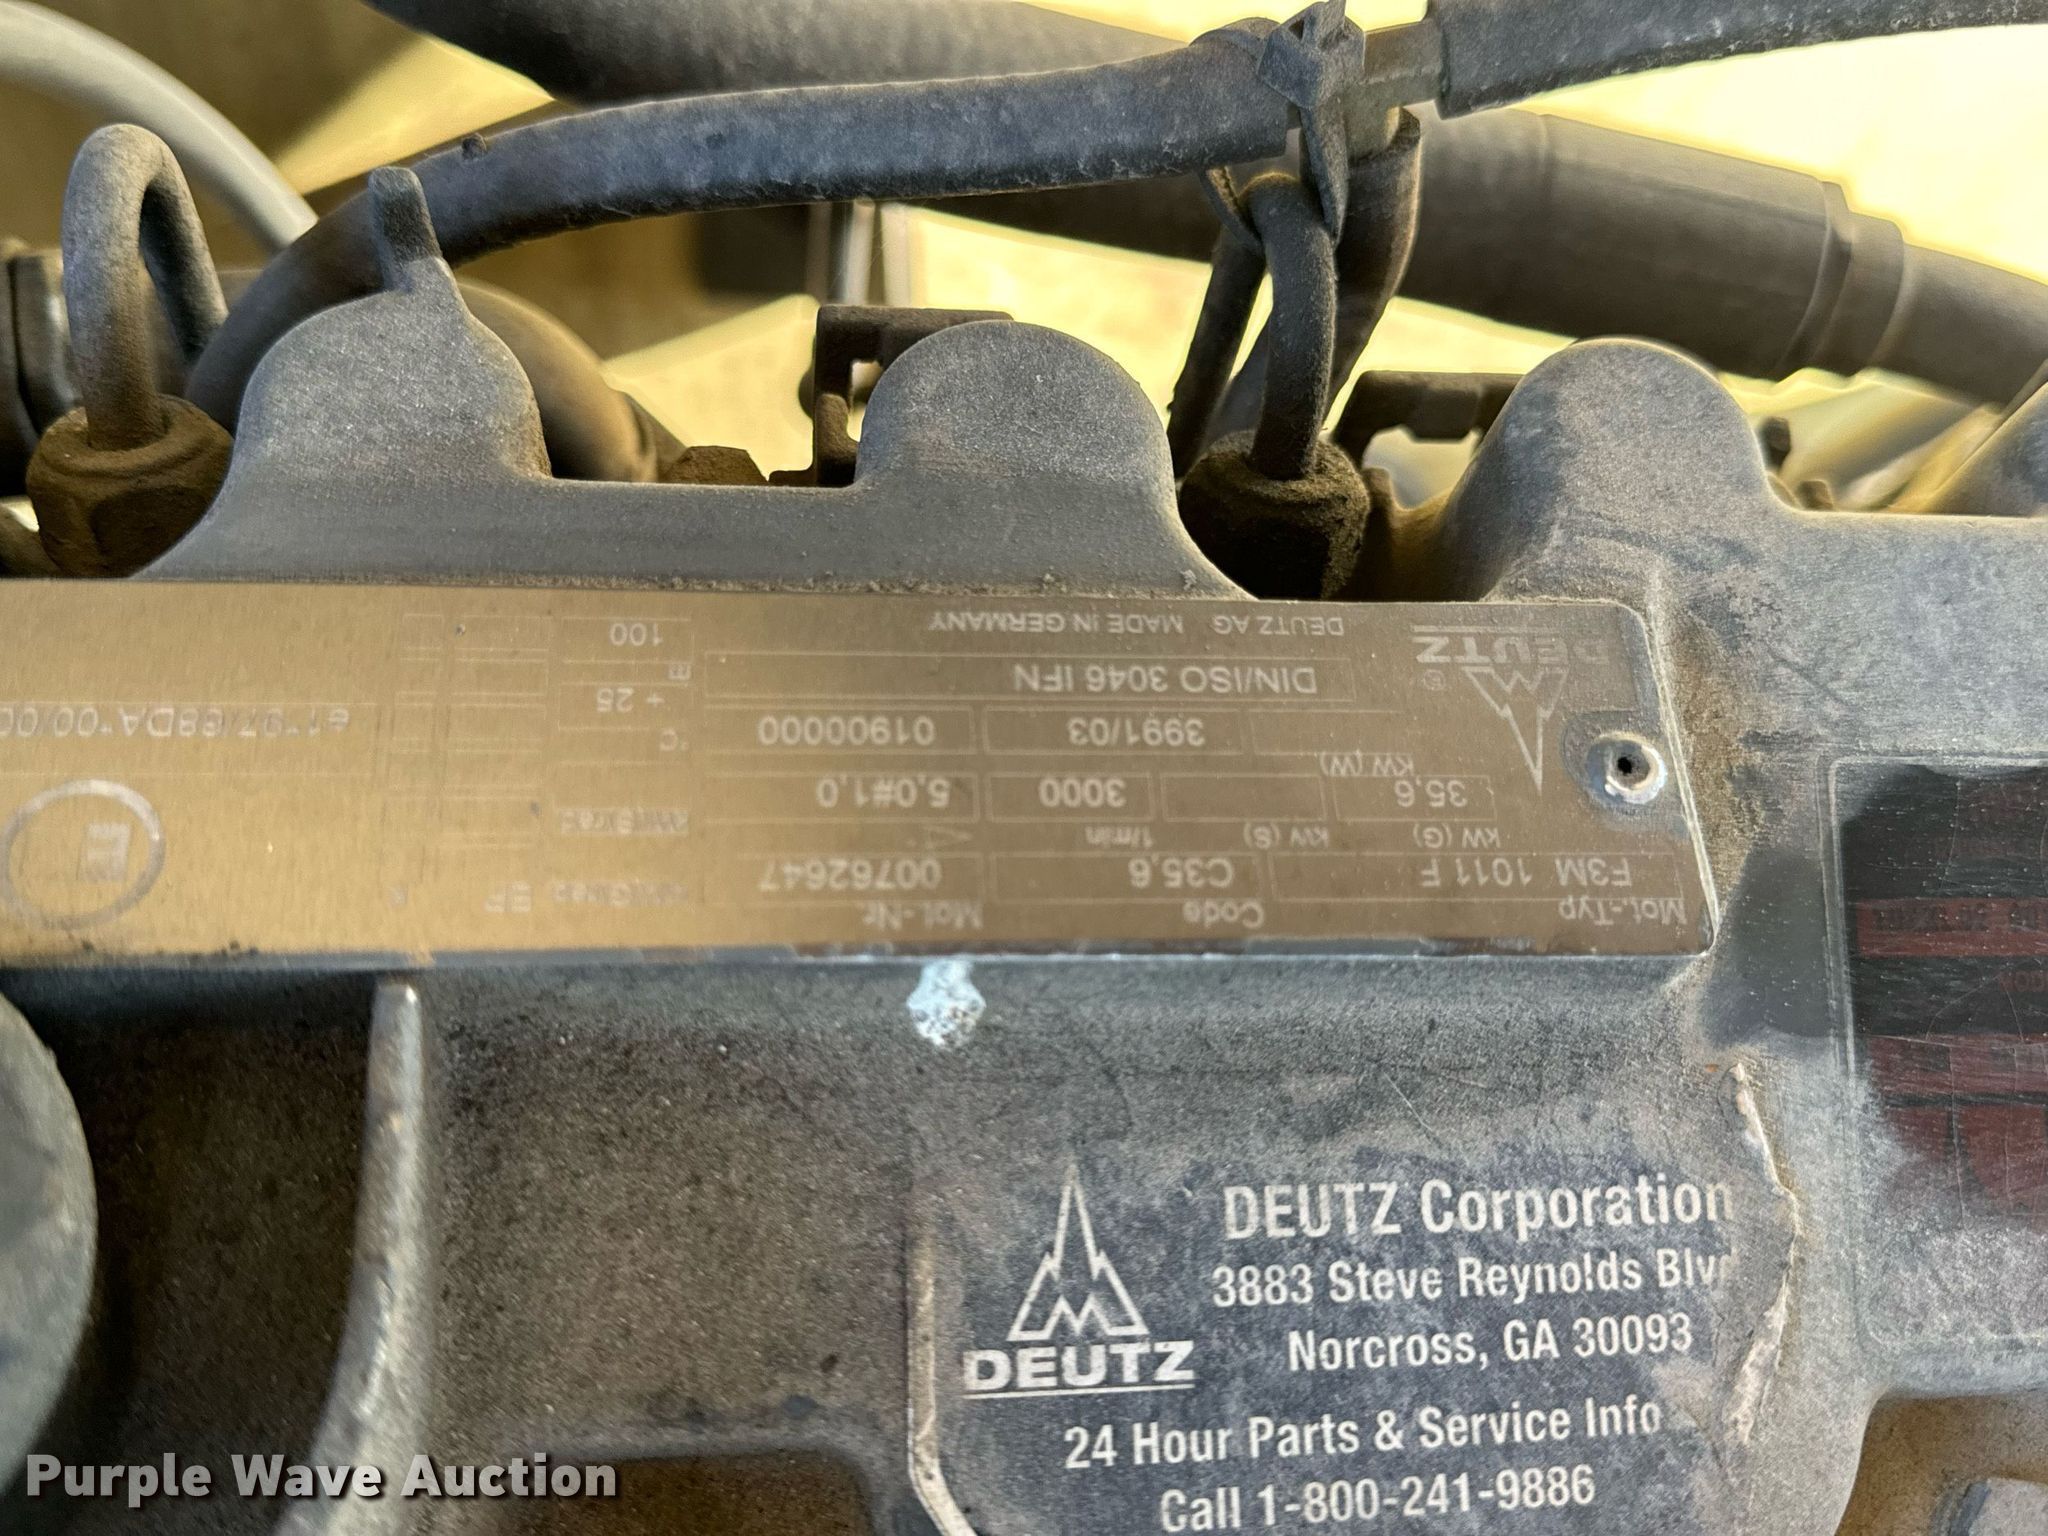 Mot.-Typ Code Mot.-Nr.
F3M 1011 F C35,6 00762647
kW (G) kW (S) 1/min
35,6 3000 5,0#1,0
kW (W)
3991/03 01900000 °C
DIN/ISO 3046 IFN + 25
m
100
DEUTZ
DEUTZ AG MADE IN GERMANY
DEUTZ
DEUTZ Corporation
3883 Steve Reynolds
Norcross, GA 30093
24 Hour Parts & Service Info
Call 1-800-241-9886
Purple Wave Auction